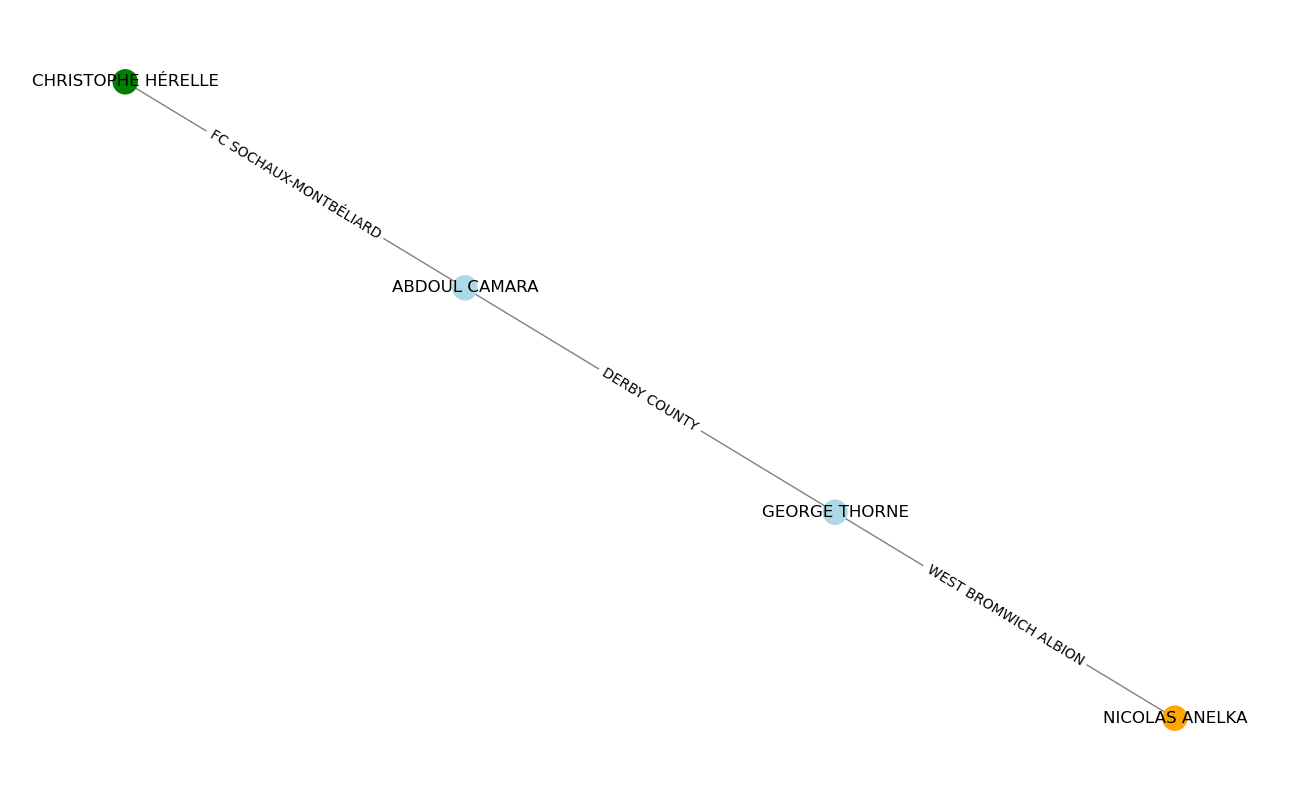 CHRISTOPHE HÉRELLE
FC SOCHAUX-MONTBÉLIARD
ABDOUL CAMARA
DERBY COUNTY
GEORGE THORNE
WEST BROMWICH ALBION
NICOLAS ANELKA